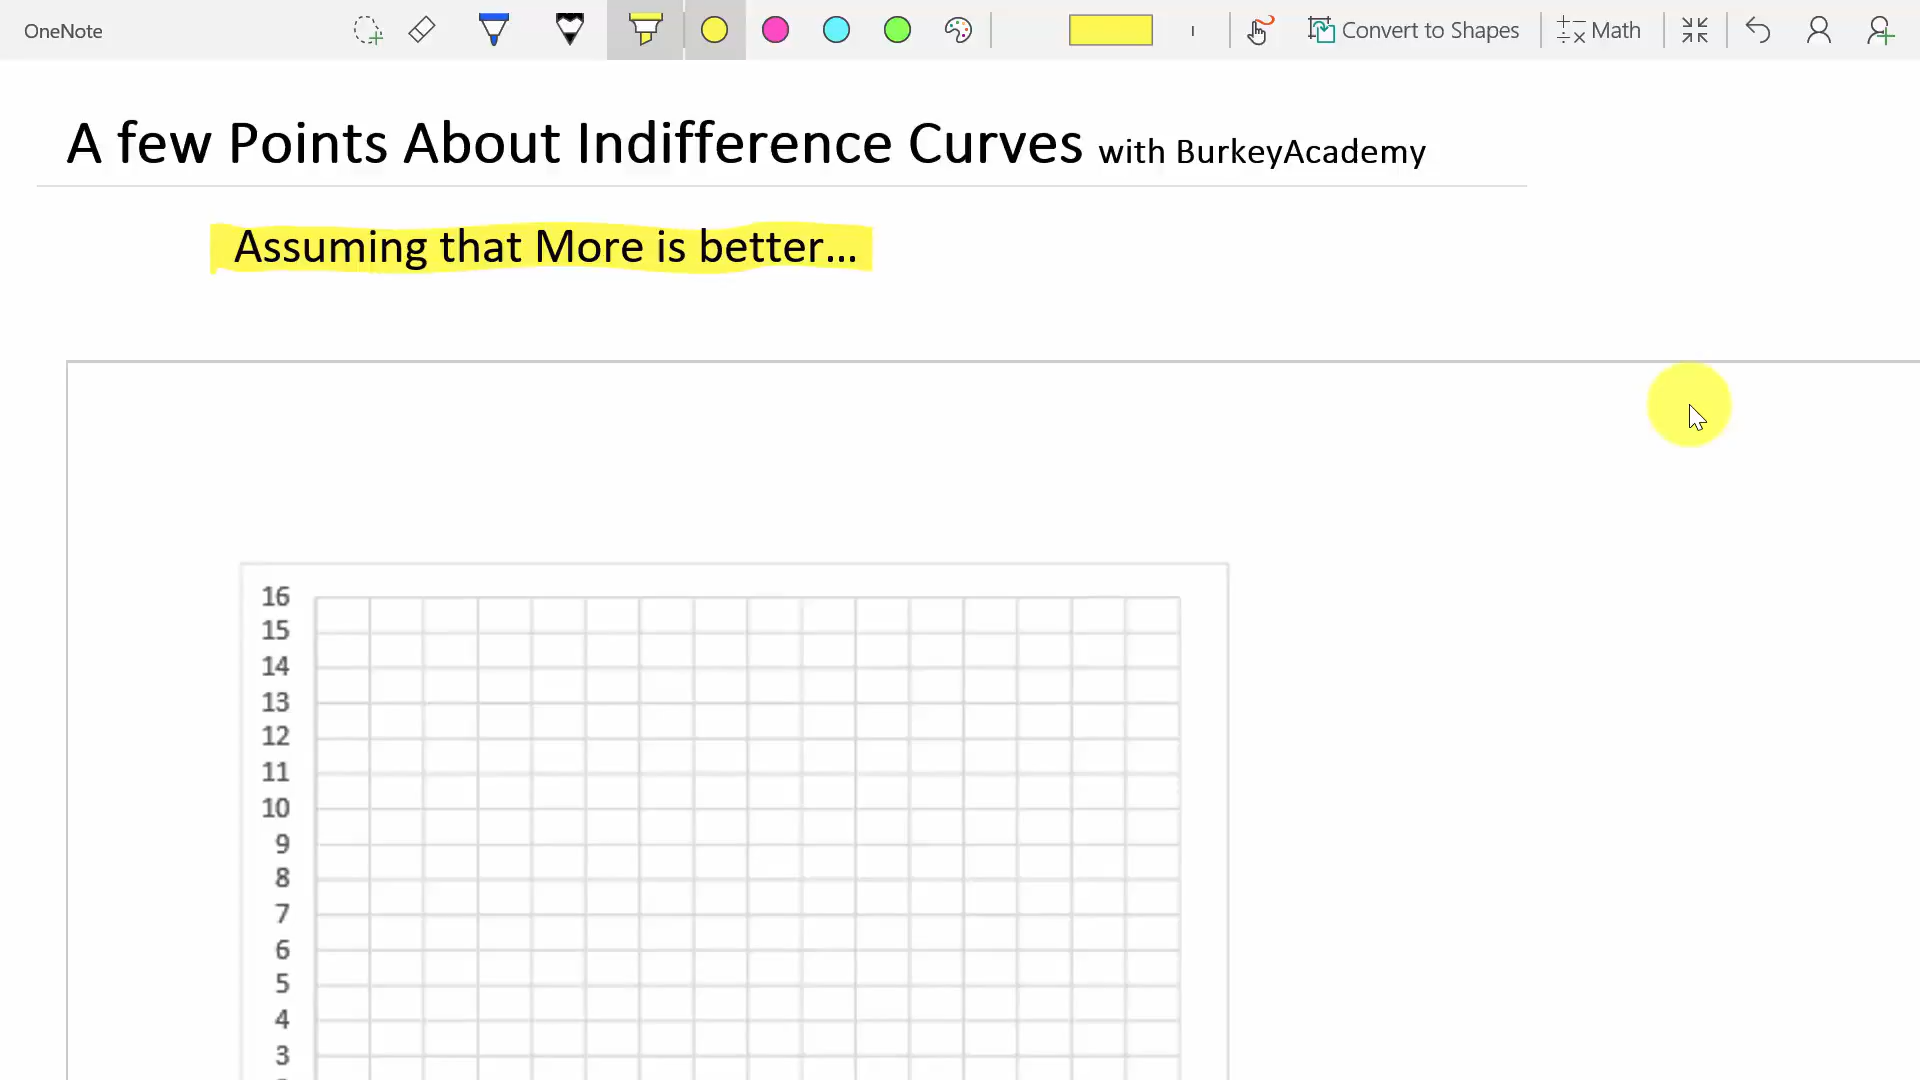 OneNote
Convert to Shapes
Math
A few Points About Indifference Curves with BurkeyAcademy
Assuming that More is better...
16
15
14
13
12
11
10
9
8
7
6
5
4
3